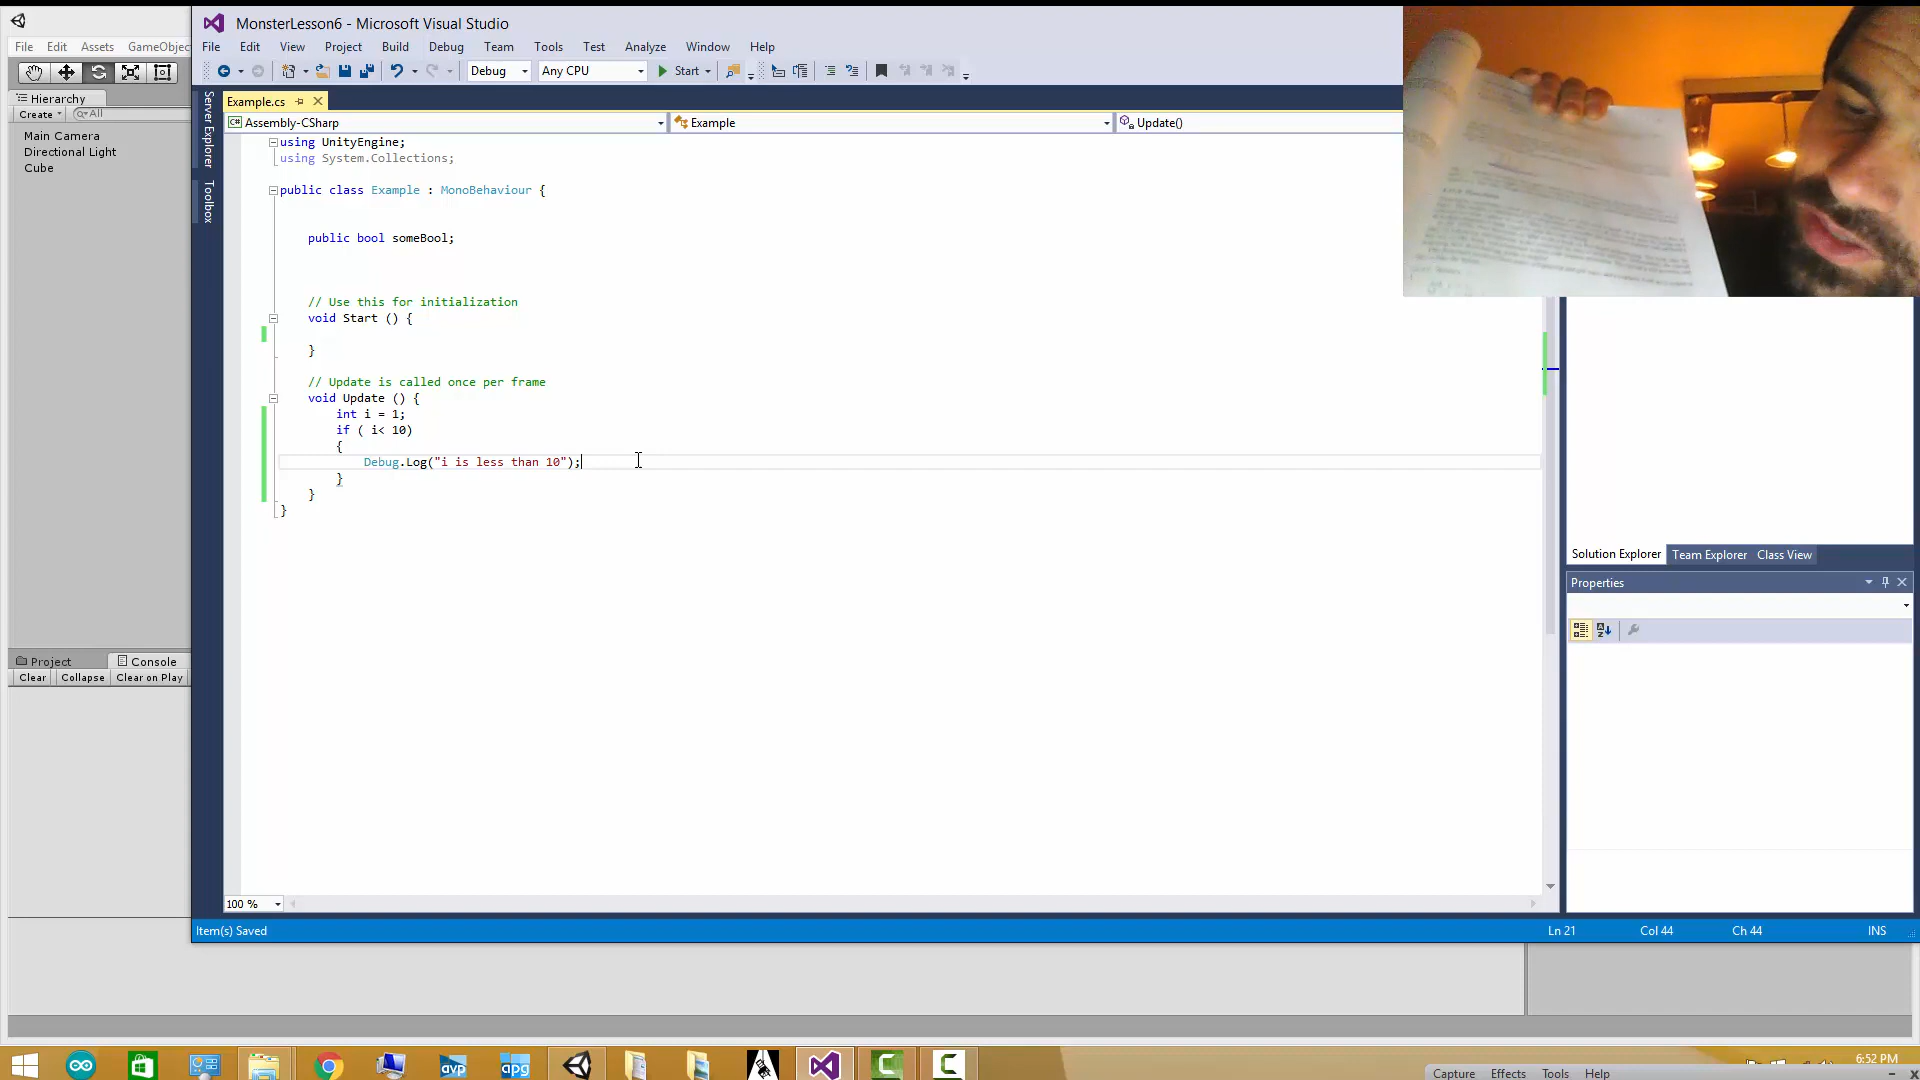 MonsterLesson6 - Microsoft Visual Studio
File Edit Assets GameObjec
File Edit View Project Build Debug Team Tools Test Analyze Window Help
Debug Any CPU Start
Hierarchy
Create All
Main Camera
Directional Light
Cube
Server Explorer
Toolbox
Example.cs
Assembly-CSharp Example Update()
using UnityEngine;
using System.Collections;
public class Example : MonoBehaviour {
public bool someBool;
// Use this for initialization
void Start () {
}
// Update is called once per frame
void Update () {
int i = 1;
if ( i< 10)
{
Debug.Log("i is less than 10");
}
}
}
Solution Explorer Team Explorer Class View
Properties
Project Console
Clear Collapse Clear on Play
100 %
Item(s) Saved Ln 21 Col 44 Ch 44 INS
avp apg
6:52 PM
Capture Effects Tools Help